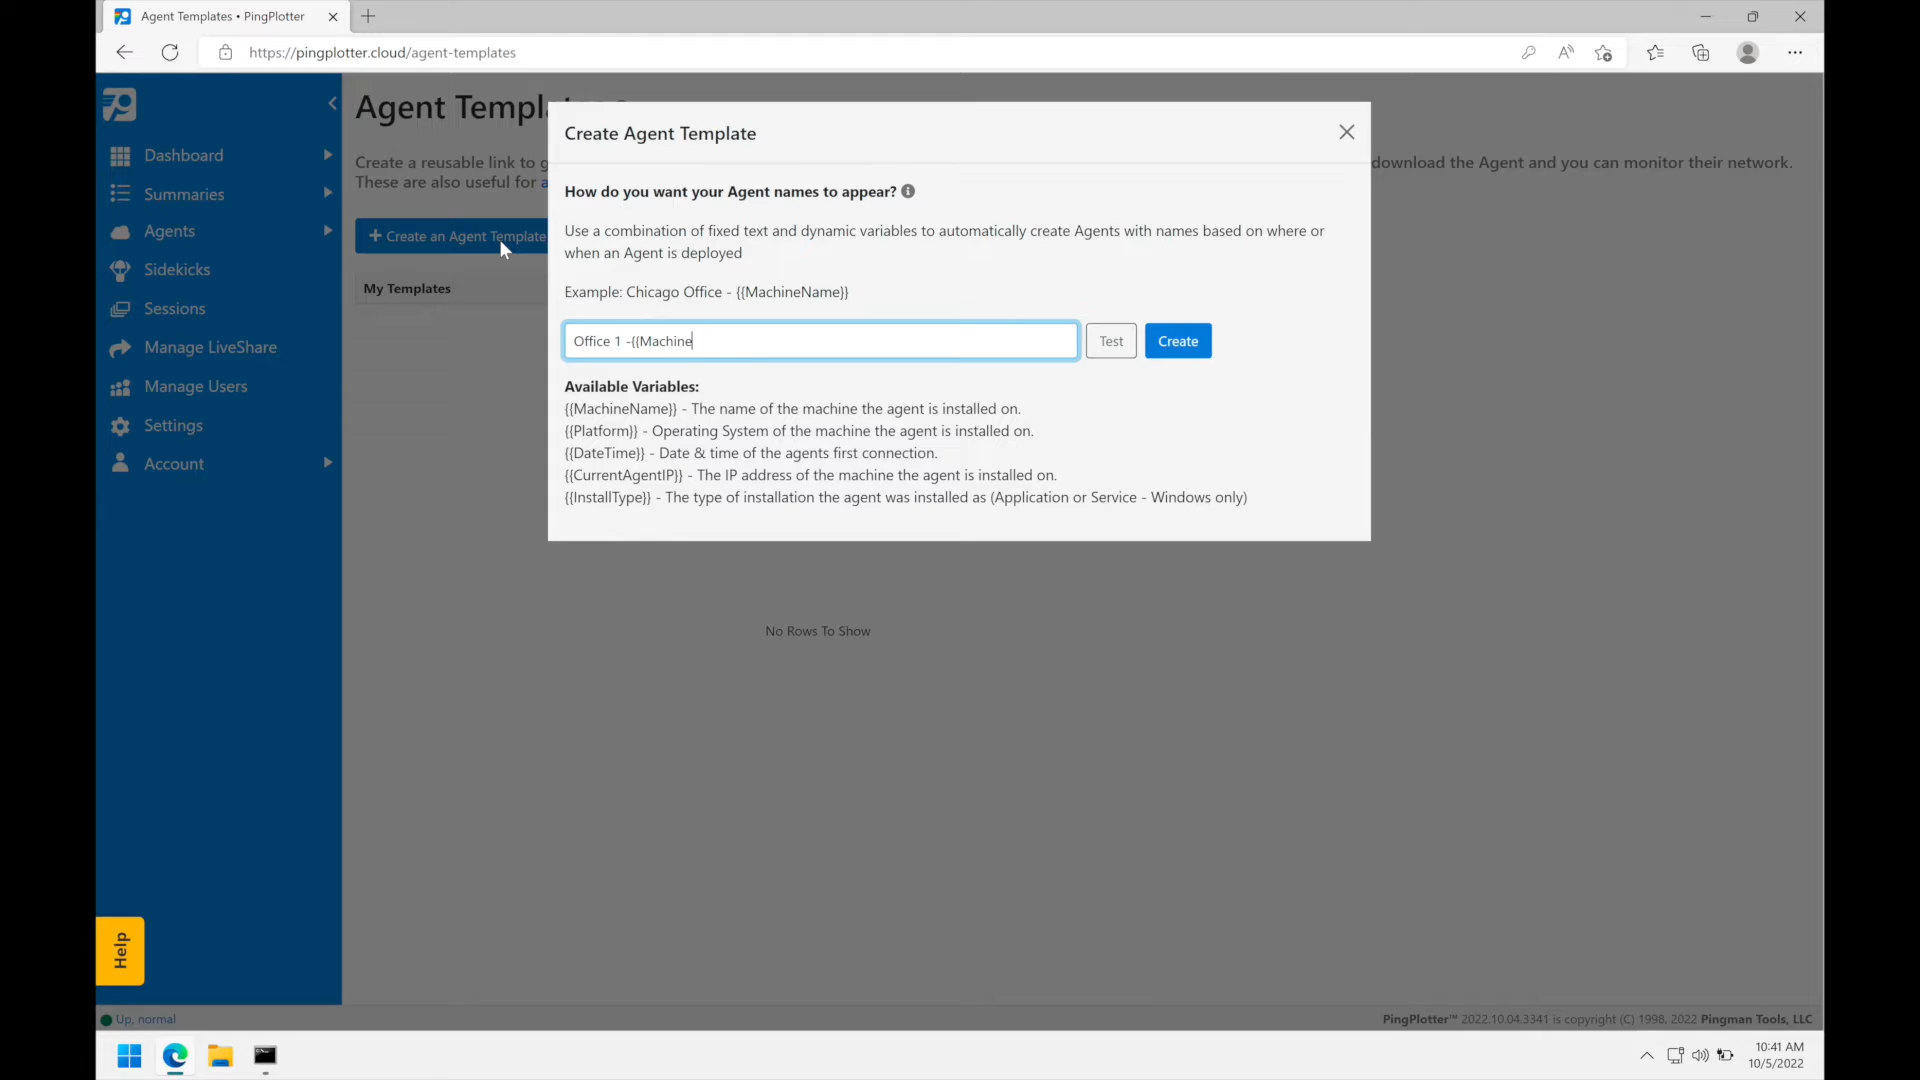 Agent Templates • PingPlotter
https://pingplotter.cloud/agent-templates
Agent Templ
Create a reusable link to g
download the Agent and you can monitor their network.
These are also useful for a
Create an Agent Template
My Templates
Dashboard
Summaries
Agents
Sidekicks
Sessions
Manage LiveShare
Manage Users
Settings
Account
Help
Create Agent Template
How do you want your Agent names to appear?
Use a combination of fixed text and dynamic variables to automatically create Agents with names based on where or
when an Agent is deployed
Example: Chicago Office - {{MachineName}}
Office 1 -{{Machine
Test
Create
Available Variables:
{{MachineName}} - The name of the machine the agent is installed on.
{{Platform}} - Operating System of the machine the agent is installed on.
{{DateTime}} - Date & time of the agents first connection.
{{CurrentAgentIP}} - The IP address of the machine the agent is installed on.
{{InstallType}} - The type of installation the agent was installed as (Application or Service - Windows only)
No Rows To Show
Up, normal
PingPlotter™ 2022.10.04.3341 is copyright (C) 1998, 2022 Pingman Tools, LLC
10:41 AM
10/5/2022